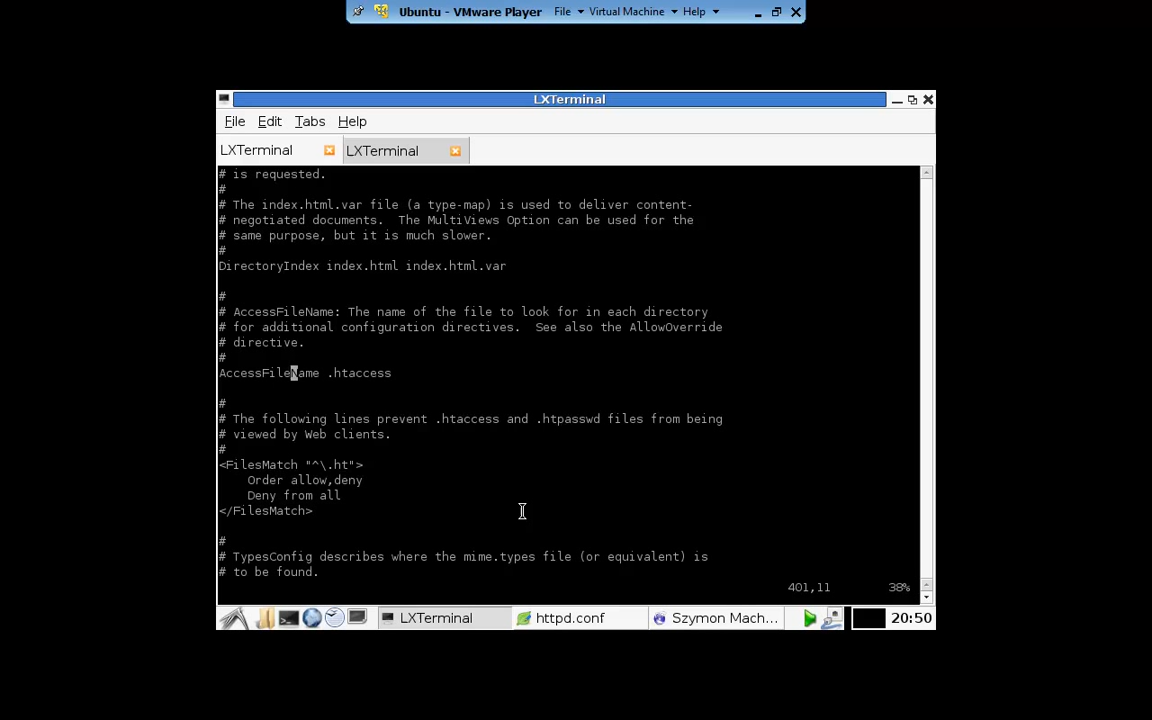 Ubuntu - VMware Player File Virtual Machine Help
LXTerminal
File Edit Tabs Help
LXTerminal LXTerminal
# is requested.
#
# The index.html.var file (a type-map) is used to deliver content-
# negotiated documents.  The MultiViews Option can be used for the
# same purpose, but it is much slower.
#
DirectoryIndex index.html index.html.var
#
# AccessFileName: The name of the file to look for in each directory
# for additional configuration directives.  See also the AllowOverride
# directive.
#
AccessFileName .htaccess
#
# The following lines prevent .htaccess and .htpasswd files from being
# viewed by Web clients.
#
<FilesMatch "^\.ht">
    Order allow,deny
    Deny from all
</FilesMatch>
#
# TypesConfig describes where the mime.types file (or equivalent) is
# to be found.
401,11 38%
LXTerminal httpd.conf Szymon Mach... 20:50